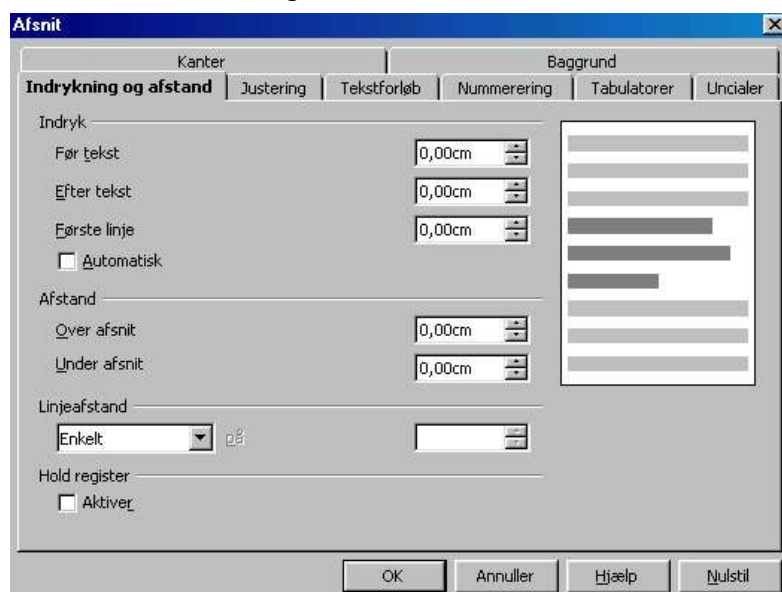 Afsnit
Kanter Baggrund
Indrykning og afstand Justering Tekstforløb Nummerering Tabulatorer Uncialer
Indryk
Før tekst 0,00cm
Efter tekst 0,00cm
Første linje 0,00cm
Automatisk
Afstand
Over afsnit 0,00cm
Under afsnit 0,00cm
Linjeafstand
Enkelt på
Hold register
Aktiver
OK Annuller Hjælp Nulstil